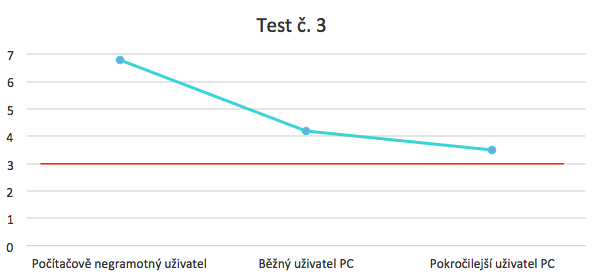 Test č. 3
7
6
5
4
3
2
1
0
Počítačově negramotný uživatel
Běžný uživatel PC
Pokročilejší uživatel PC